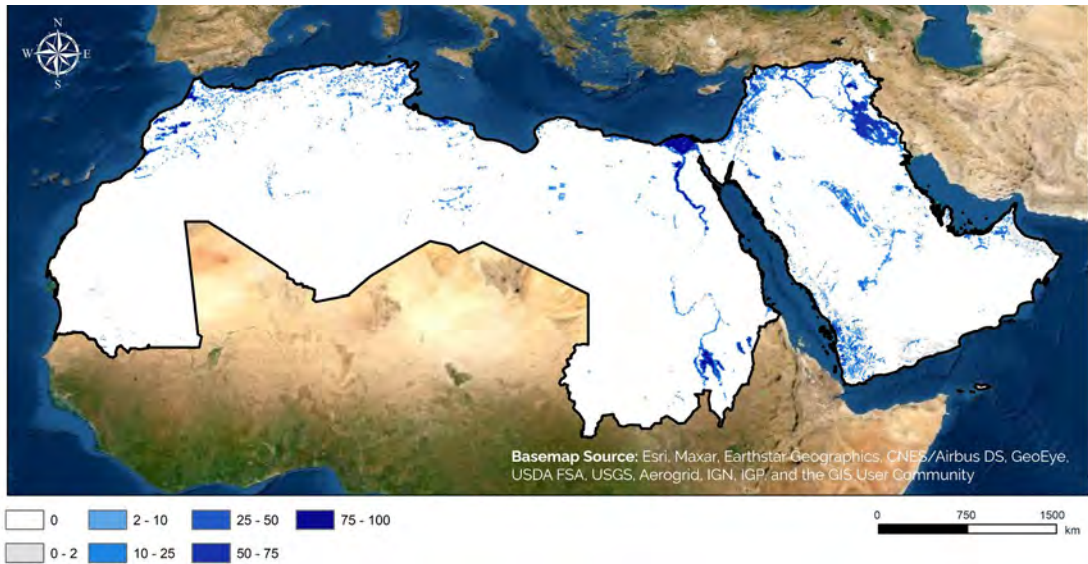 N
W E
S
Basemap Source: Esri, Maxar, Earthstar Geographics, CNES/Airbus DS, GeoEye,
USDA FSA, USGS, Aerogrid, IGN, IGP, and the GIS User Community
0 2 - 10 25 - 50 75 - 100
0 - 2 10 - 25 50 - 75
0 750 1500
km